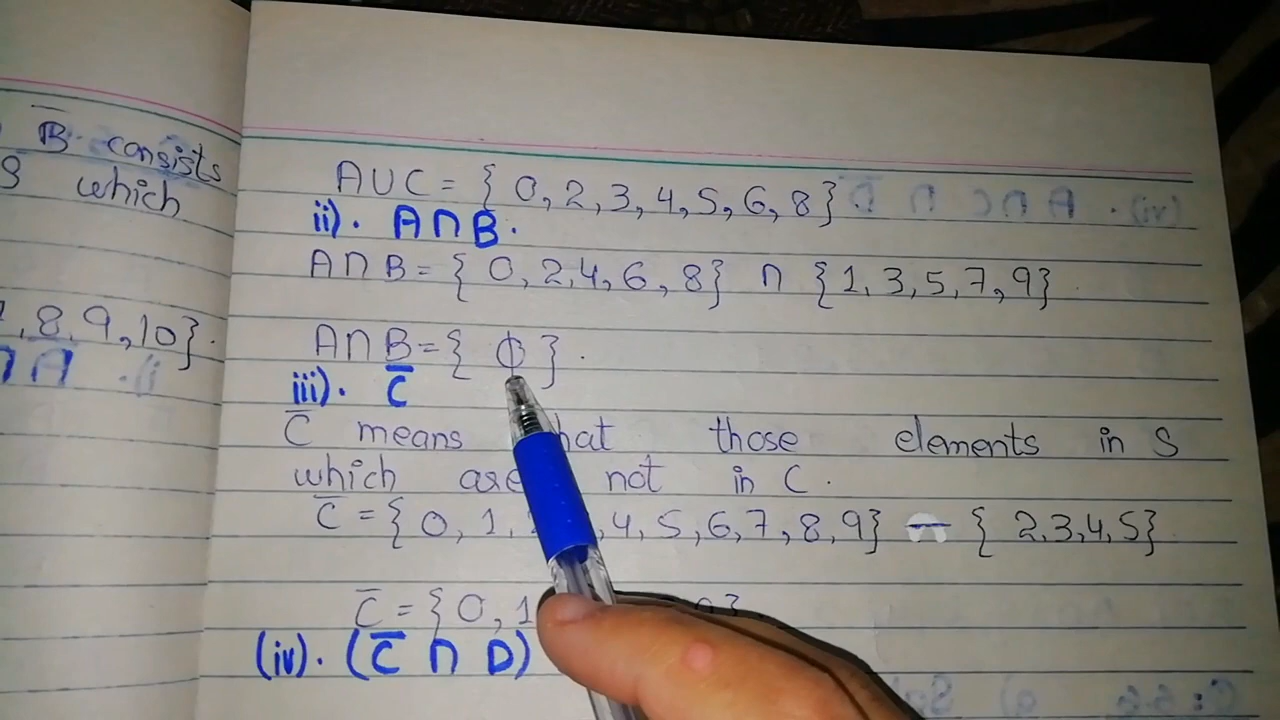 B̅ consists
S which
, 8, 9, 10}.
A U C = { 0, 2, 3, 4, 5, 6, 8}
ii). A ∩ B.
A ∩ B = { 0, 2, 4, 6, 8} ∩ {1, 3, 5, 7, 9}
A ∩ B = { ϕ }.
iii). C̅
C̅ means those elements in S
which are not in C.
C̅ = { 0, 1, , 4, 5, 6, 7, 8, 9} — { 2, 3, 4, 5}
C̅ = { 0, 1
(iv). (C̅ ∩ D)